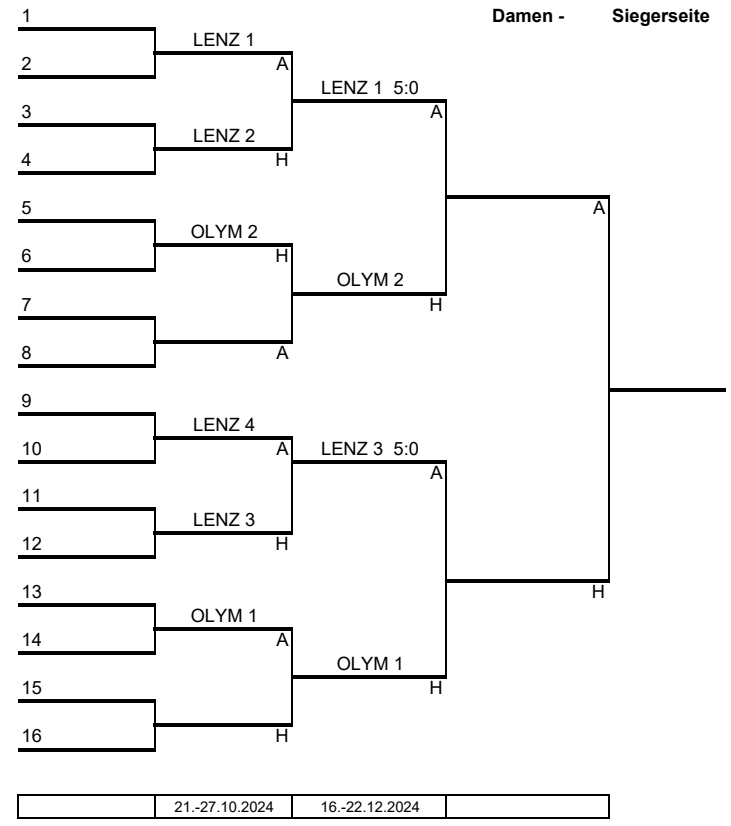 Damen - Siegerseite
1
LENZ 1
2
A
LENZ 1 5:0
3
A
LENZ 2
4
H
5
A
OLYM 2
6
H
OLYM 2
7
H
8
A
9
LENZ 4
10
A
LENZ 3 5:0
11
A
LENZ 3
12
H
13
H
OLYM 1
14
A
OLYM 1
15
H
16
H
21.-27.10.2024 16.-22.12.2024